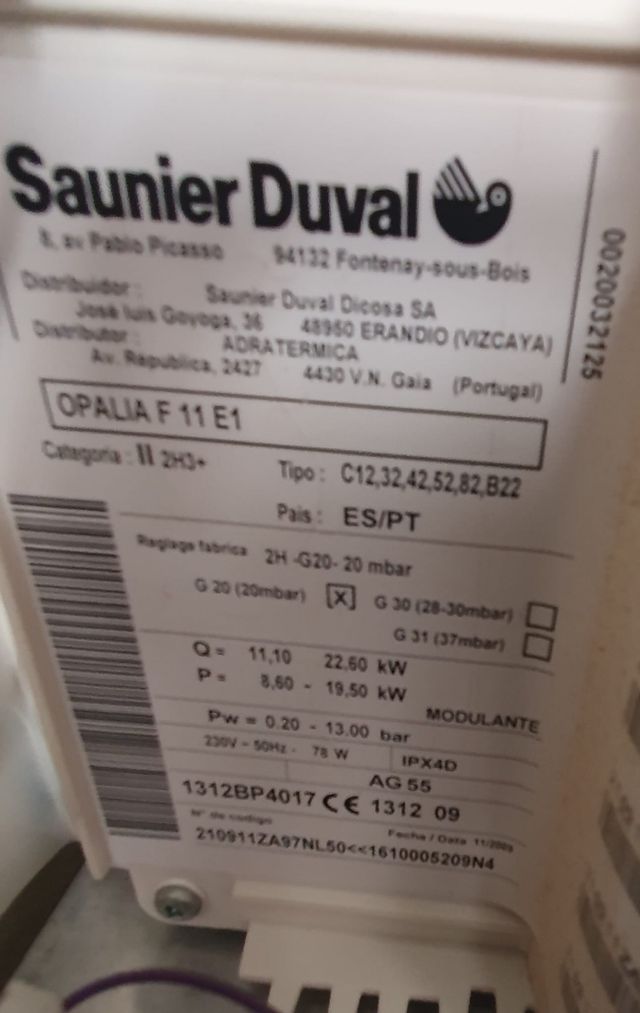 Saunier Duval
8, av Pablo Picasso 94132 Fontenay-sous-Bois
Distribuidor : Saunier Duval Dicosa SA
José luis Goyoga, 36 48950 ERANDIO (VIZCAYA)
Distributor : ADRATERMICA
Av. Republica, 2427 4430 V.N. Gaia (Portugal)
0020032125
OPALIA F 11 E1
Categoria : II 2H3+ Tipo : C12,32,42,52,82,B22
Pais : ES/PT
Reglage fabrica 2H -G20- 20 mbar
G 20 (20mbar) [X] G 30 (28-30mbar)
G 31 (37mbar)
Q = 11,10 22,60 kW
P = 8,60 - 19,50 kW
MODULANTE
Pw = 0.20 - 13.00 bar
230V - 50Hz - 78 W IPX4D
AG 55
1312BP4017 CE 1312 09
N° de codigo Fecha / Data 11/2009
210911ZA97NL50<<1610005209N4